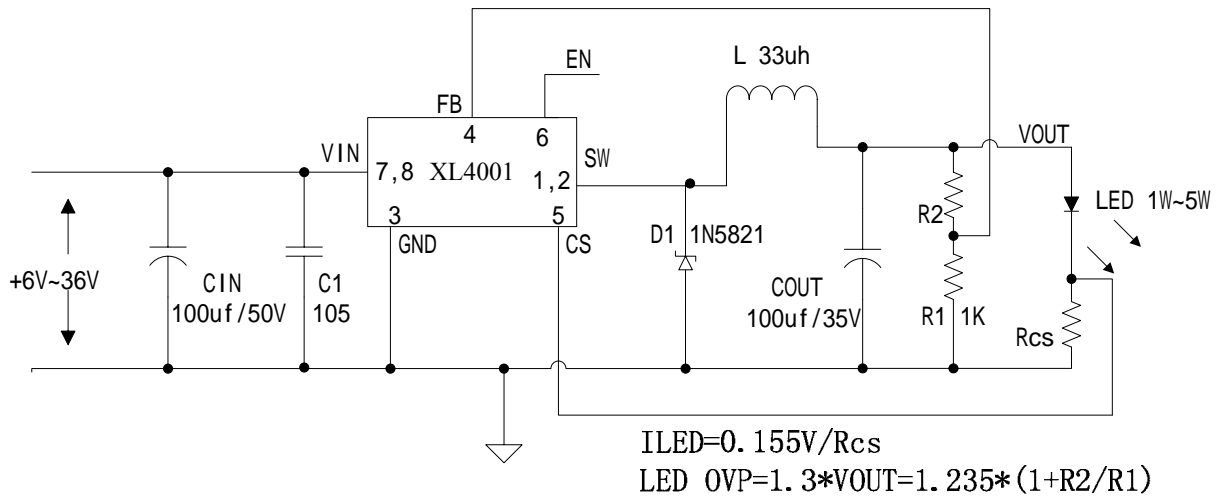 EN
L 33uh
FB
4
6
VOUT
VIN
SW
7,8
XL4001
1,2
3
5
GND
CS
R2
LED 1W~5W
D1 1N5821
+6V~36V
CIN
100uf/50V
C1
105
COUT
100uf/35V
R1
1K
Rcs
ILED=0.155V/Rcs
LED OVP=1.3*VOUT=1.235*(1+R2/R1)